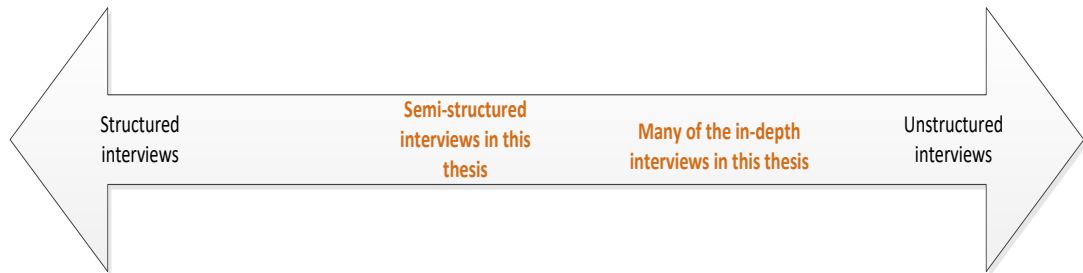 Structured
interviews
Semi-structured
interviews in this
thesis
Many of the in-depth
interviews in this thesis
Unstructured
interviews